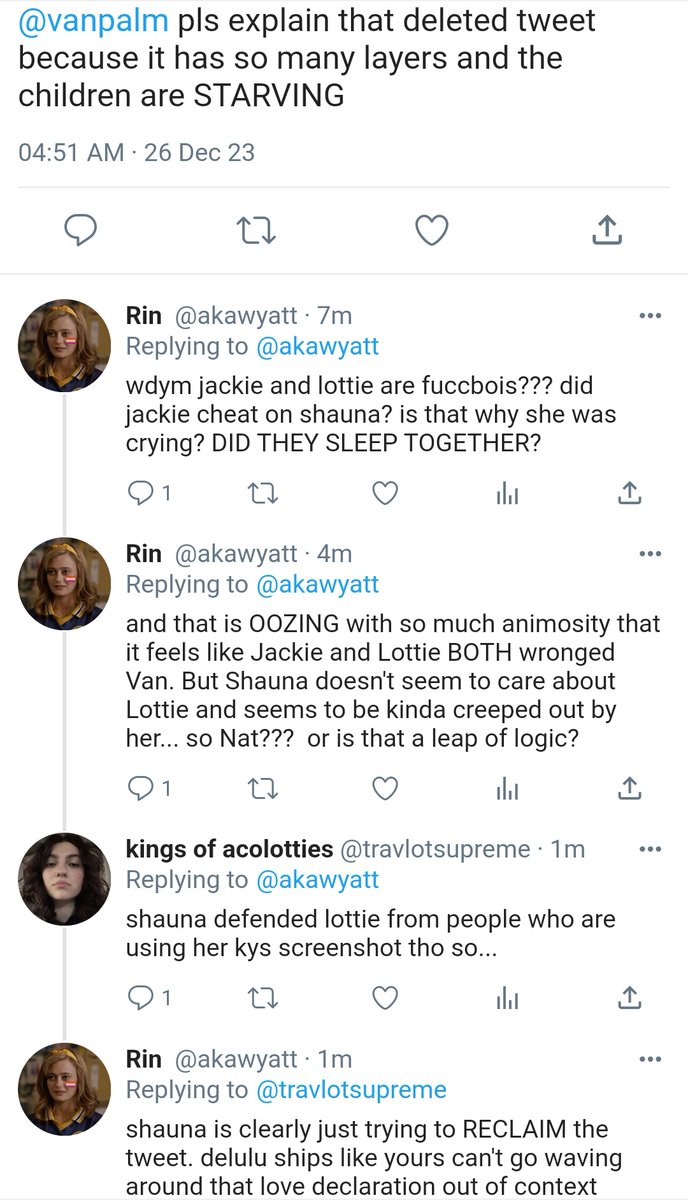 @vanpalm pls explain that deleted tweet
because it has so many layers and the
children are STARVING
04:51 AM · 26 Dec 23
Rin @akawyatt · 7m
Replying to @akawyatt
wdym jackie and lottie are fuccbois??? did
jackie cheat on shauna? is that why she was
crying? DID THEY SLEEP TOGETHER?
1
Rin @akawyatt · 4m
Replying to @akawyatt
and that is OOZING with so much animosity that
it feels like Jackie and Lottie BOTH wronged
Van. But Shauna doesn't seem to care about
Lottie and seems to be kinda creeped out by
her... so Nat??? or is that a leap of logic?
1
kings of acolotties @travlotsupreme · 1m
Replying to @akawyatt
shauna defended lottie from people who are
using her kys screenshot tho so...
1
Rin @akawyatt · 1m
Replying to @travlotsupreme
shauna is clearly just trying to RECLAIM the
tweet. delulu ships like yours can't go waving
around that love declaration out of context